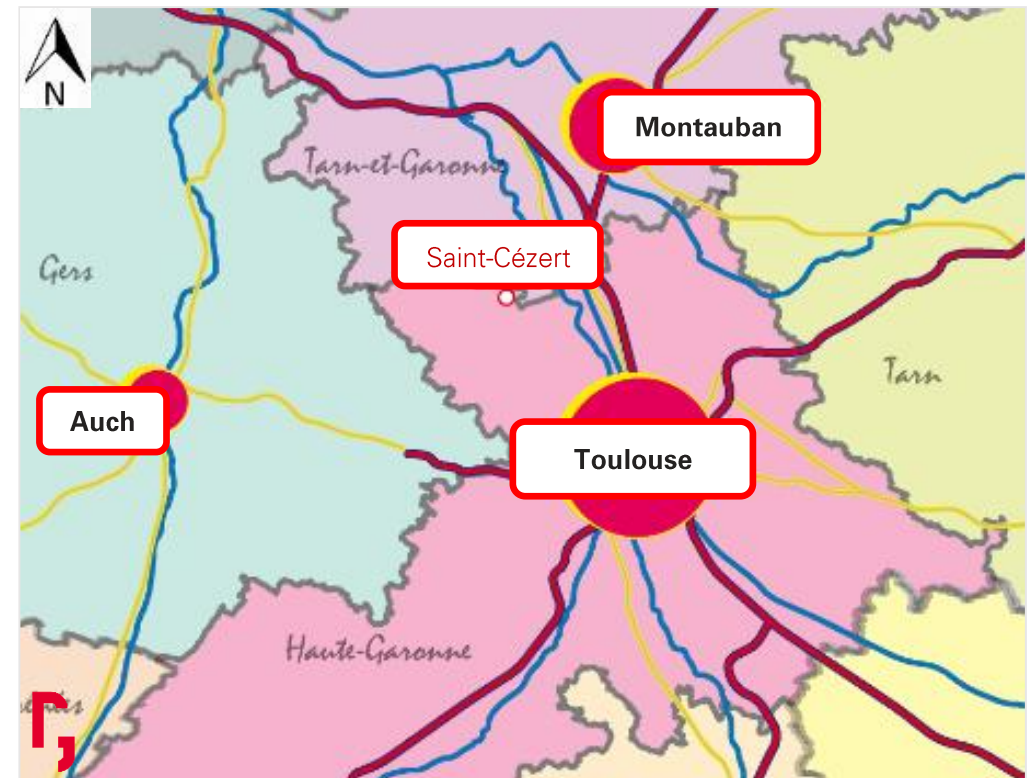 N
Montauban
Tarn-et-Garonne
Saint-Cézert
Gers
Tarn
Auch
Toulouse
Haute-Garonne